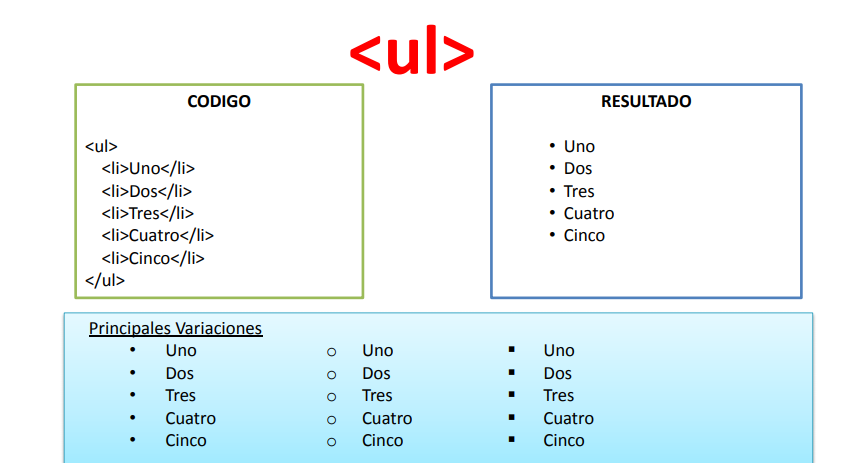 <ul>
CODIGO
<ul>
<li>Uno</li>
<li>Dos</li>
<li>Tres</li>
<li>Cuatro</li>
<li>Cinco</li>
</ul>
RESULTADO
• Uno
• Dos
• Tres
• Cuatro
• Cinco
Principales Variaciones
• Uno o Uno ▪ Uno
• Dos o Dos ▪ Dos
• Tres o Tres ▪ Tres
• Cuatro o Cuatro ▪ Cuatro
• Cinco o Cinco ▪ Cinco